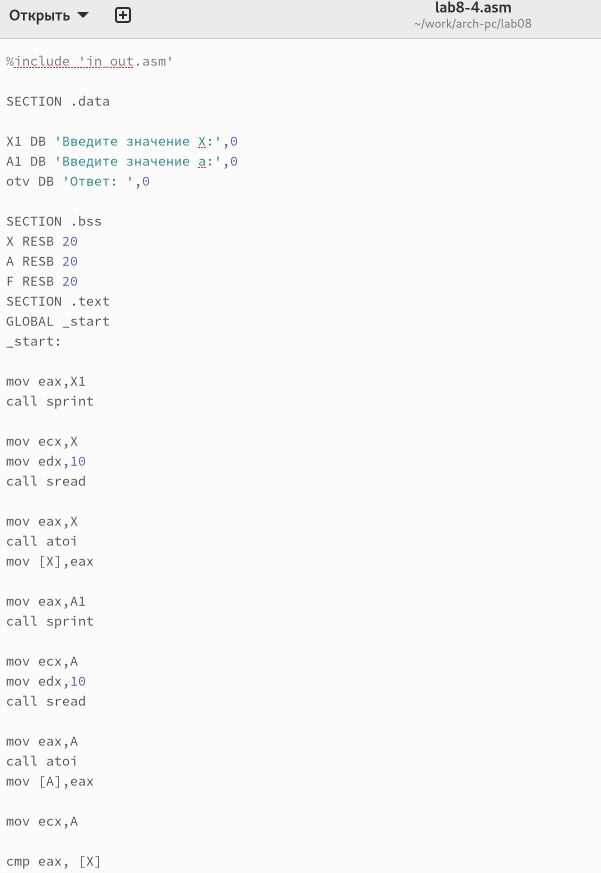 Открыть
lab8-4.asm
~/work/arch-pc/lab08
%include 'in_out.asm'
SECTION .data
X1 DB 'Введите значение X:',0
A1 DB 'Введите значение а:',0
otv DB 'Ответ: ',0
SECTION .bss
X RESB 20
A RESB 20
F RESB 20
SECTION .text
GLOBAL _start
_start:
mov eax,X1
call sprint
mov ecx,X
mov edx,10
call sread
mov eax,X
call atoi
mov [X],eax
mov eax,A1
call sprint
mov ecx,A
mov edx,10
call sread
mov eax,A
call atoi
mov [A],eax
mov ecx,A
cmp eax, [X]